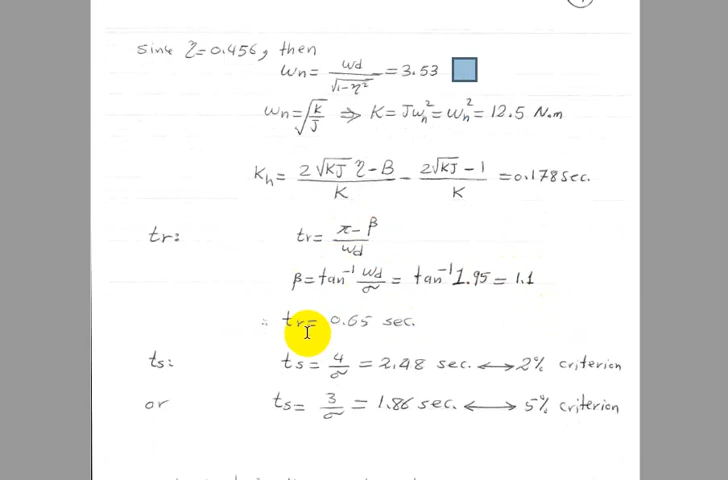 since ζ=0.456, then
ωn = ωd/√(1-η²) = 3.53
ωn = √(K/J) ⇒ K = Jωn² = ωn² = 12.5 N.m
Kh = (2√KJ ζ - B)/K - (2√KJ - 1)/K = 0.178 sec.
tr: tr = (π - β)/ωd
β = tan⁻¹ ωd/σ = tan⁻¹ 1.95 = 1.1
∴ tr = 0.65 sec.
ts: ts = 4/σ = 2.48 sec. ⟷ 2% criterion
or ts = 3/σ = 1.86 sec. ⟷ 5% criterion